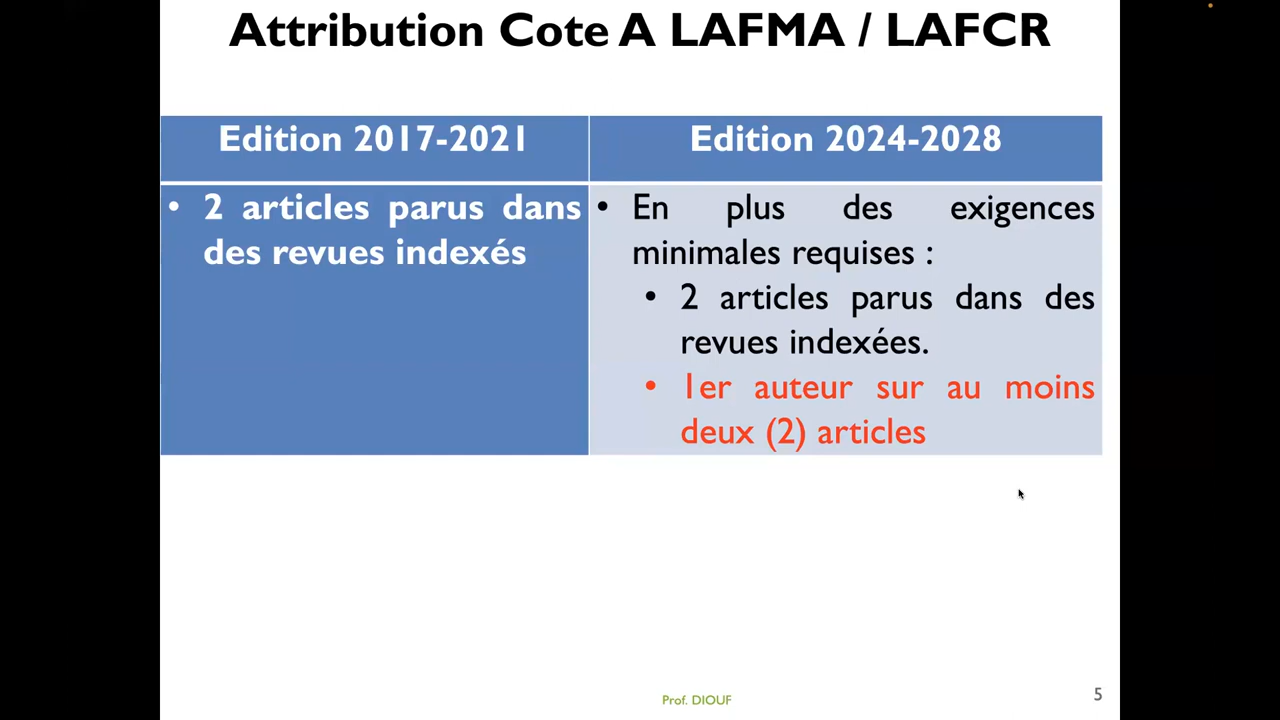 Attribution Cote A LAFMA / LAFCR
Edition 2017-2021
Edition 2024-2028
• 2 articles parus dans
des revues indexés
• En plus des exigences
minimales requises :
• 2 articles parus dans des
revues indexées.
• 1er auteur sur au moins
deux (2) articles
Prof. DIOUF
5